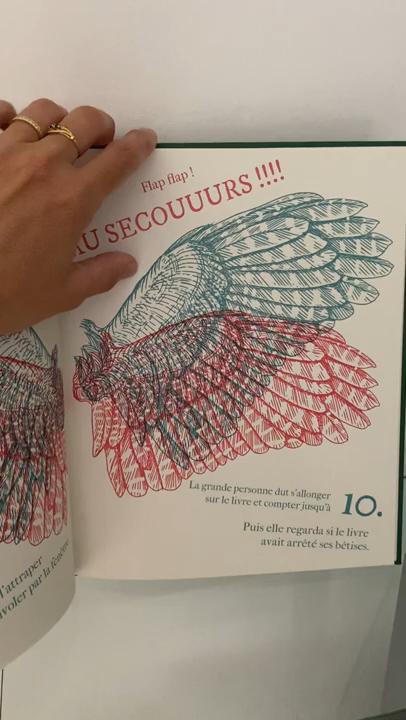 l'attraper
voler par la fenêtre
Flap flap !
AU SECOUUURS !!!!
La grande personne dut s'allonger
sur le livre et compter jusqu'à
10.
Puis elle regarda si le livre
avait arrêté ses bêtises.